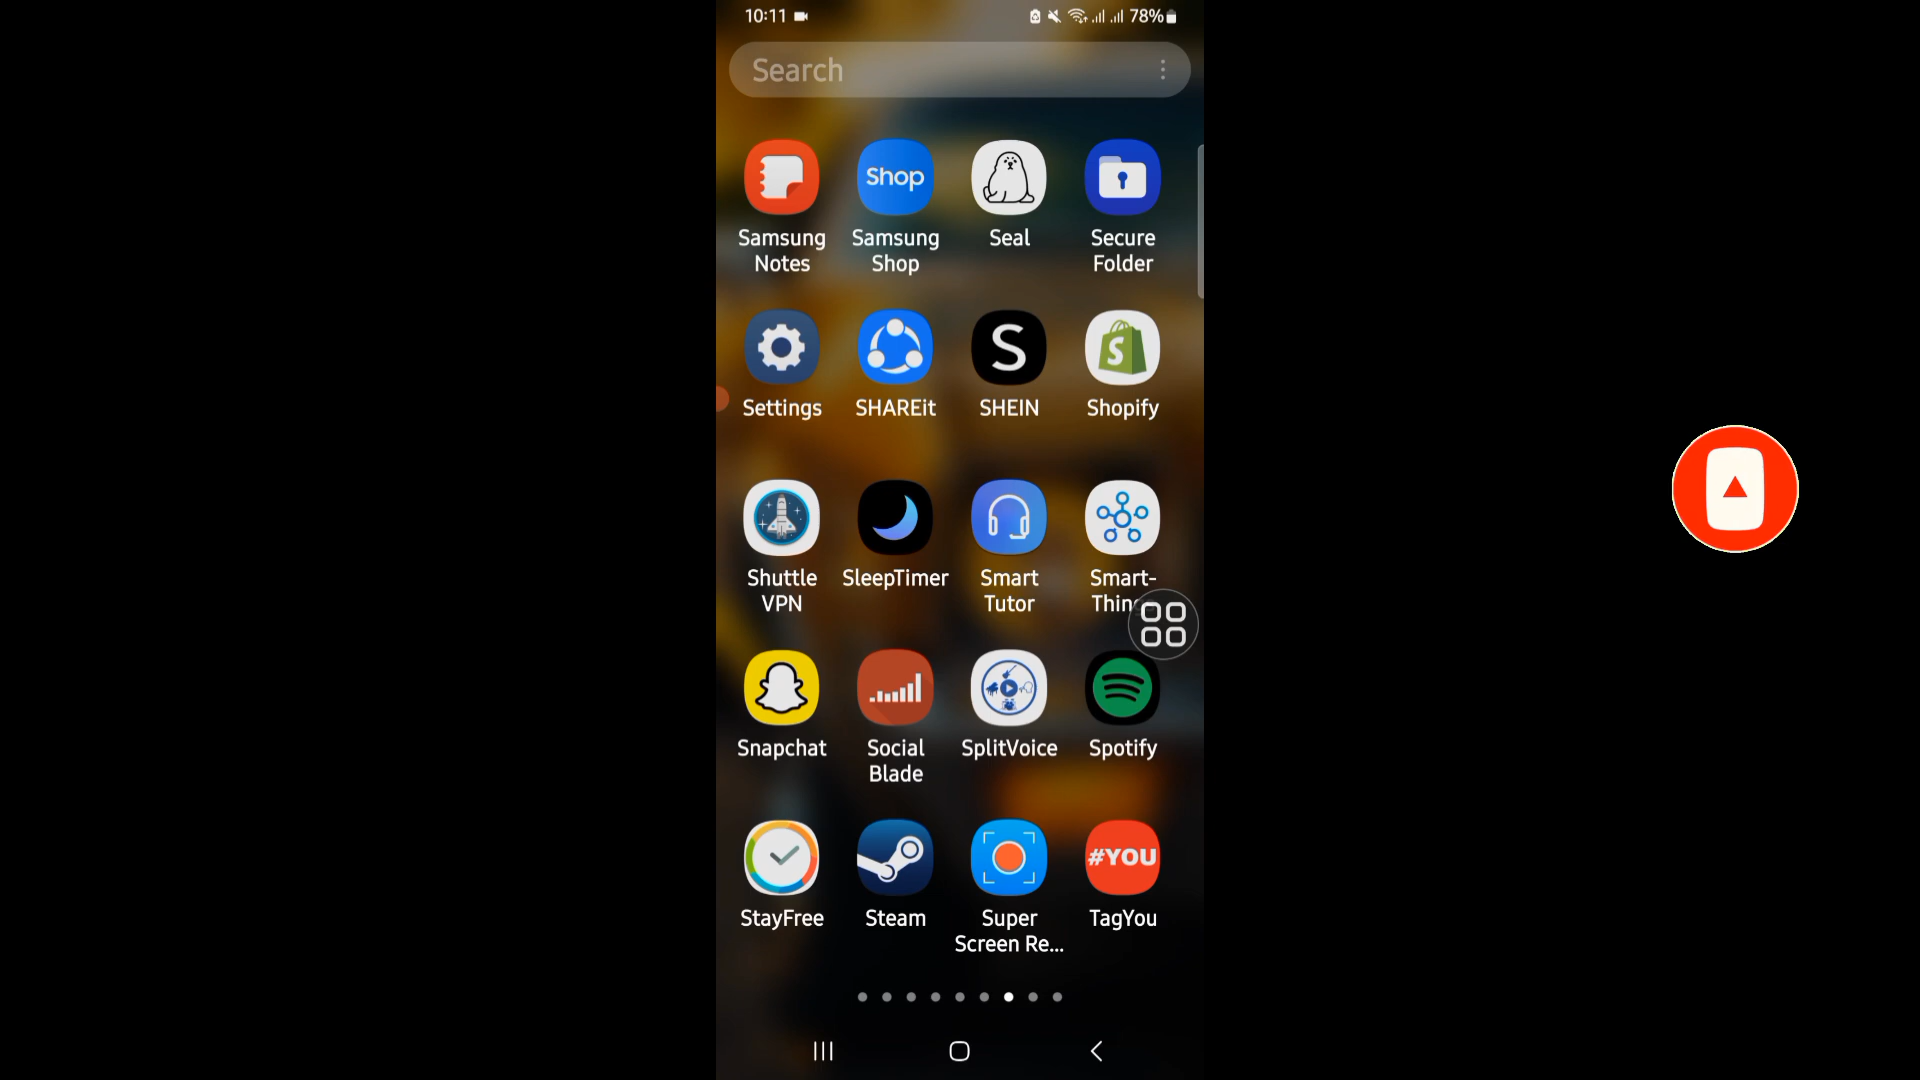 10:11
78%
Search
Shop
Samsung Notes
Samsung Shop
Seal
Secure Folder
S
S
Settings
SHAREit
SHEIN
Shopify
Shuttle VPN
SleepTimer
Smart Tutor
Smart-
Snapchat
Social Blade
SplitVoice
Spotify
#YOU
StayFree
Steam
Super Screen Re...
TagYou